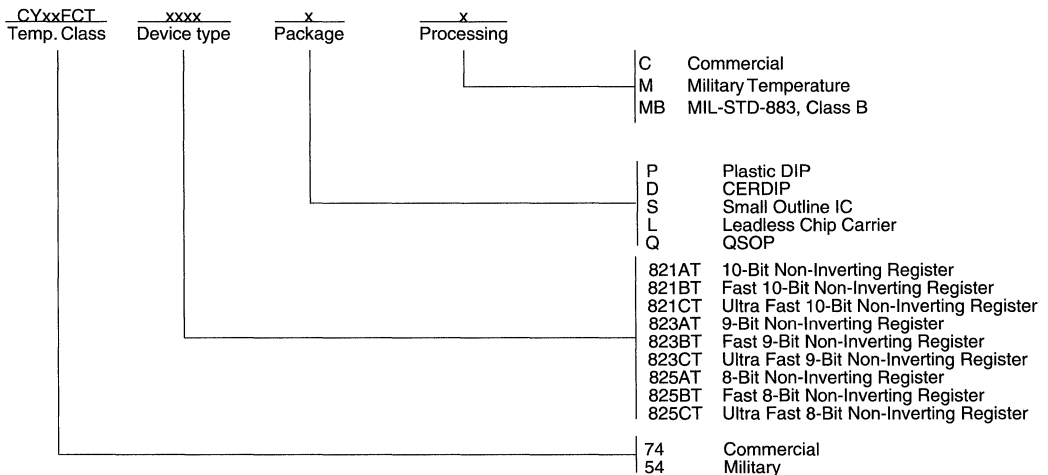 CYxxFCT xxxx x x
Temp. Class Device type Package Processing
C Commercial
M Military Temperature
MB MIL-STD-883, Class B
P Plastic DIP
D CERDIP
S Small Outline IC
L Leadless Chip Carrier
Q QSOP
821AT 10-Bit Non-Inverting Register
821BT Fast 10-Bit Non-Inverting Register
821CT Ultra Fast 10-Bit Non-Inverting Register
823AT 9-Bit Non-Inverting Register
823BT Fast 9-Bit Non-Inverting Register
823CT Ultra Fast 9-Bit Non-Inverting Register
825AT 8-Bit Non-Inverting Register
825BT Fast 8-Bit Non-Inverting Register
825CT Ultra Fast 8-Bit Non-Inverting Register
74 Commercial
54 Military